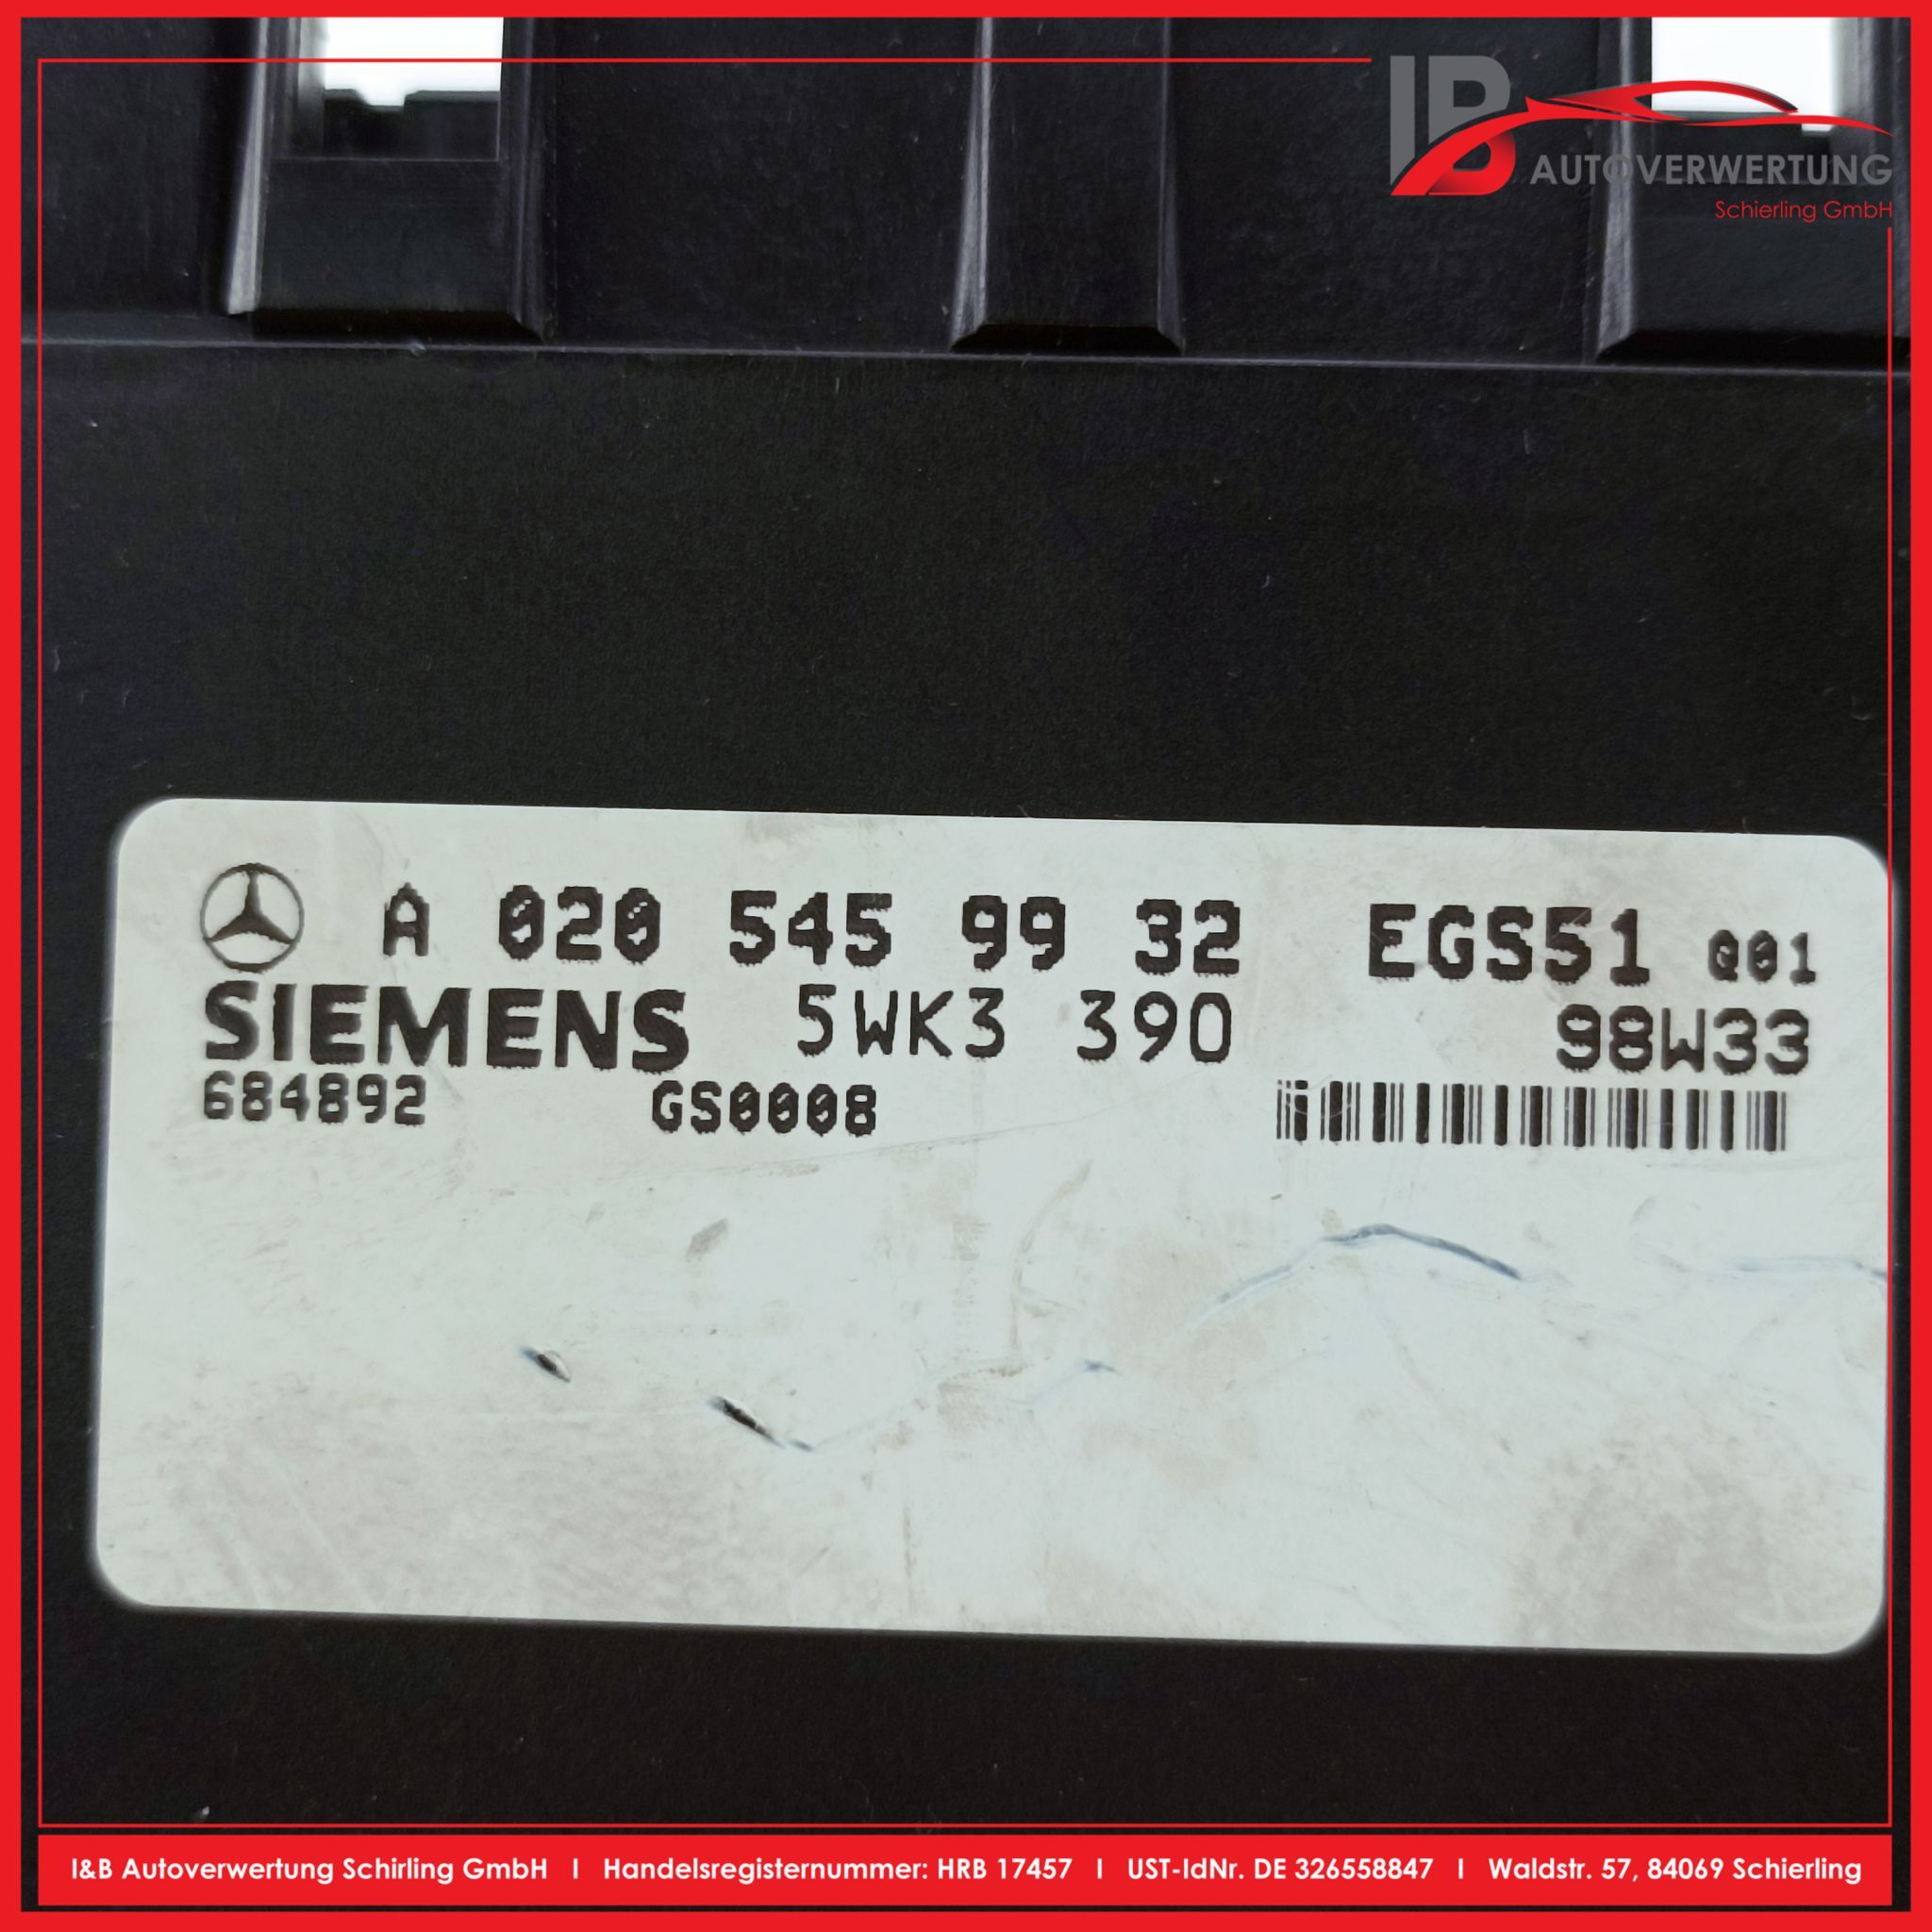 IB
AUTOVERWERTUNG
Schierling GmbH
A 020 545 99 32 EGS51 Q01
SIEMENS 5WK3 390 98W33
684892 GS0008
I&B Autoverwertung Schirling GmbH I Handelsregisternummer: HRB 17457 I UST-IdNr. DE 326558847 I Waldstr. 57, 84069 Schierling